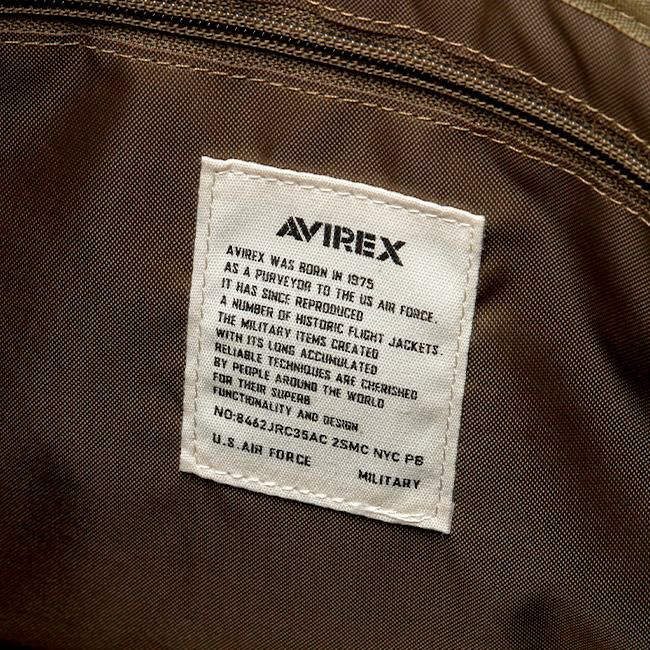 AVIREX
AVIREX WAS BORN IN 1975
AS A PURVEYOR TO THE US AIR FORCE.
IT HAS SINCE REPRODUCED
A NUMBER OF HISTORIC FLIGHT JACKETS.
THE MILITARY ITEMS CREATED
WITH ITS LONG ACCUMULATED
RELIABLE TECHNIQUES ARE CHERISHED
BY PEOPLE AROUND THE WORLD
FOR THEIR SUPERB
FUNCTIONALITY AND DESIGN
NO:8462JRC35AC 2SMC NYC PB
U.S.AIR FORCE MILITARY